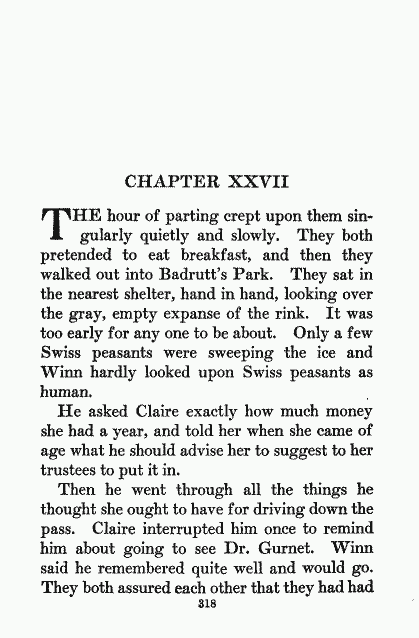 CHAPTER XXVII
THE hour of parting crept upon them sin-
gularly quietly and slowly. They both
pretended to eat breakfast, and then they
walked out into Badrutt's Park. They sat in
the nearest shelter, hand in hand, looking over
the gray, empty expanse of the rink. It was
too early for any one to be about. Only a few
Swiss peasants were sweeping the ice and
Winn hardly looked upon Swiss peasants as
human.
He asked Claire exactly how much money
she had a year, and told her when she came of
age what he should advise her to suggest to her
trustees to put it in.
Then he went through all the things he
thought she ought to have for driving down the
pass. Claire interrupted him once to remind
him about going to see Dr. Gurnet. Winn
said he remembered quite well and would go.
They both assured each other that they had had
318